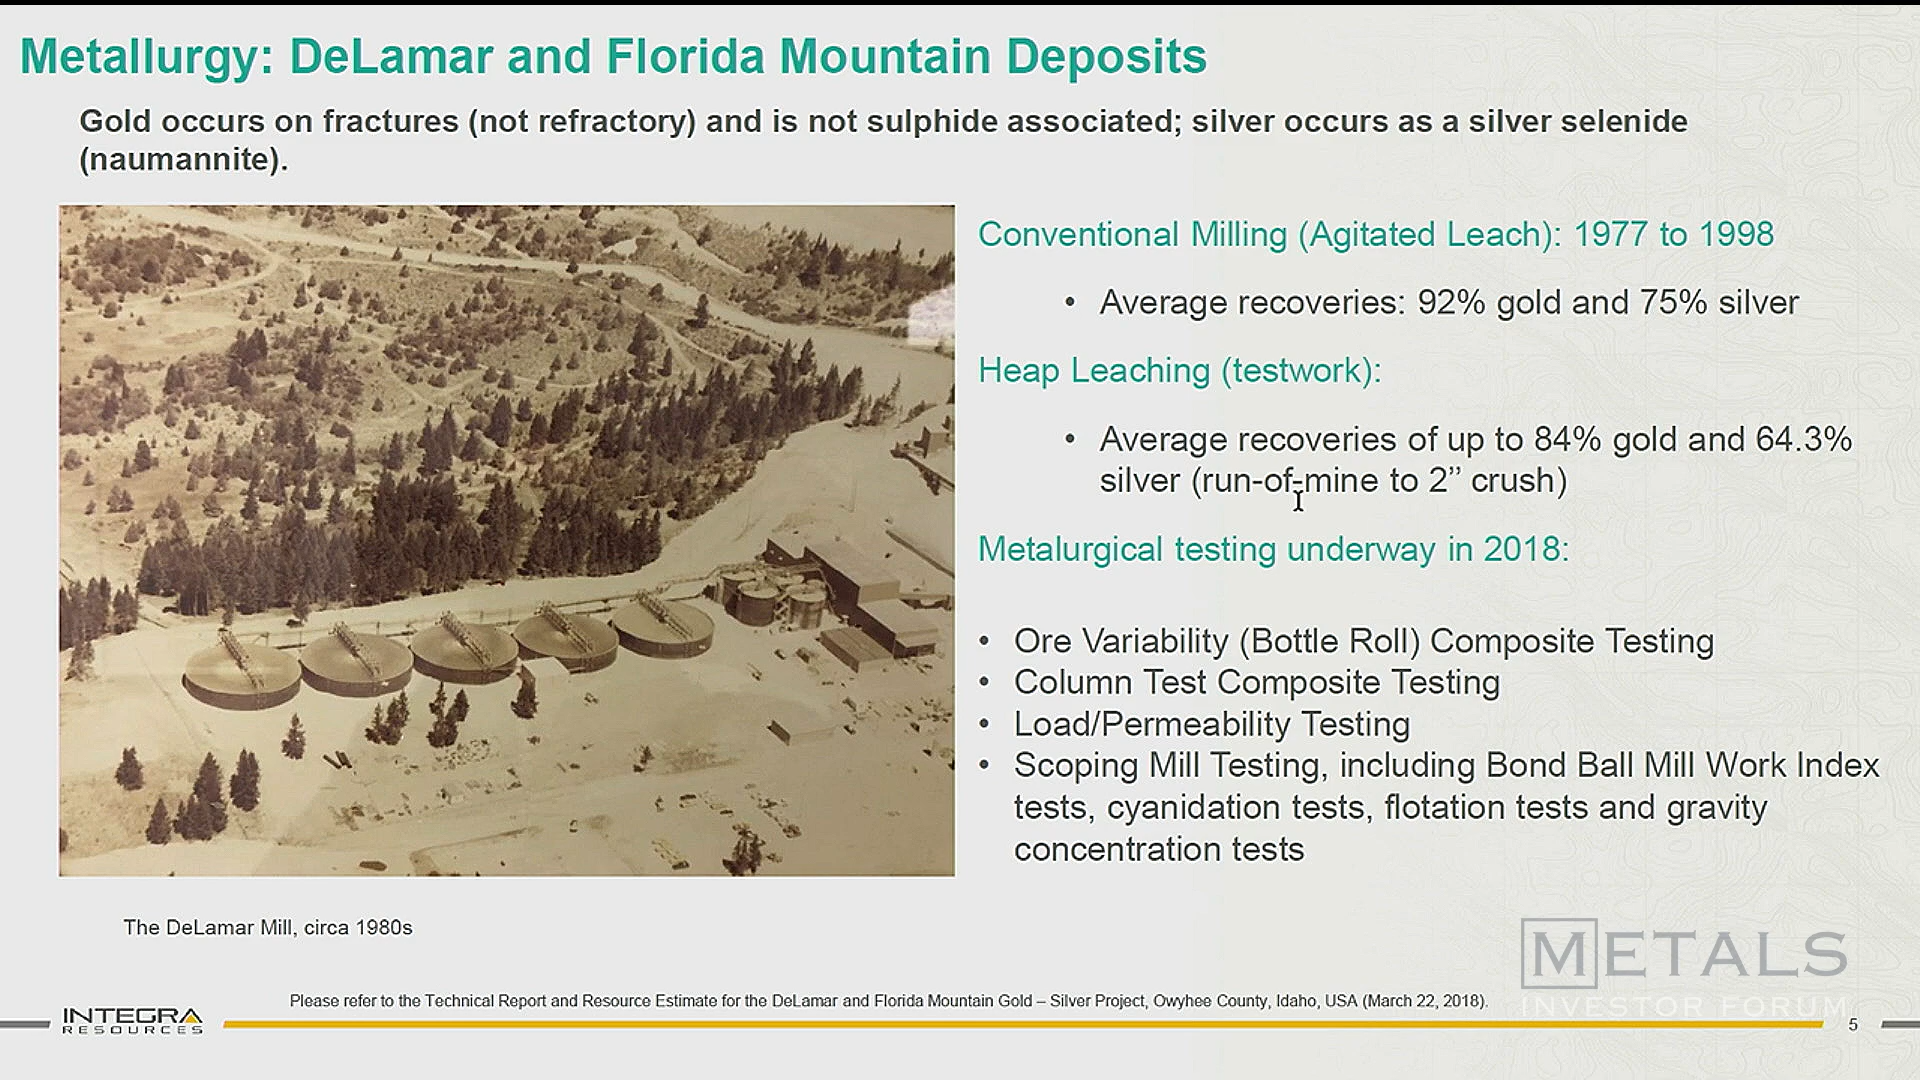 Metallurgy: DeLamar and Florida Mountain Deposits
Gold occurs on fractures (not refractory) and is not sulphide associated; silver occurs as a silver selenide
(naumannite).
Conventional Milling (Agitated Leach): 1977 to 1998
• Average recoveries: 92% gold and 75% silver
Heap Leaching (testwork):
• Average recoveries of up to 84% gold and 64.3%
silver (run-of-mine to 2” crush)
Metalurgical testing underway in 2018:
• Ore Variability (Bottle Roll) Composite Testing
• Column Test Composite Testing
• Load/Permeability Testing
• Scoping Mill Testing, including Bond Ball Mill Work Index
tests, cyanidation tests, flotation tests and gravity
concentration tests
The DeLamar Mill, circa 1980s
METALS
INVESTOR FORUM
Please refer to the Technical Report and Resource Estimate for the DeLamar and Florida Mountain Gold – Silver Project, Owyhee County, Idaho, USA (March 22, 2018).
INTEGRA
RESOURCES
5